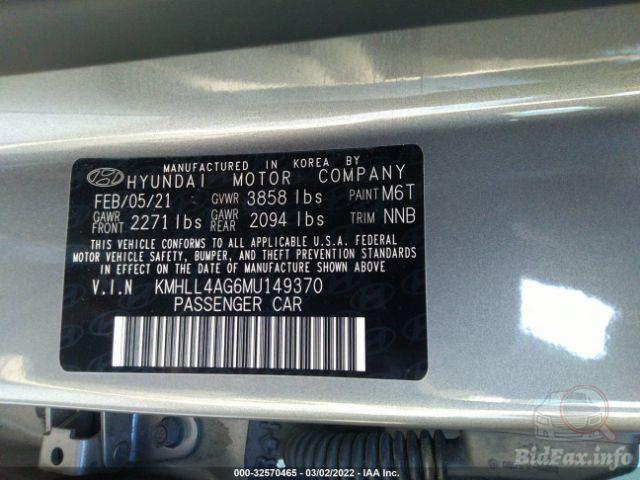 MANUFACTURED IN KOREA BY
HYUNDAI MOTOR COMPANY
FEB/05/21 GVWR 3858 lbs PAINT M6T
GAWR FRONT 2271 lbs GAWR REAR 2094 lbs TRIM NNB
THIS VEHICLE CONFORMS TO ALL APPLICABLE U.S.A. FEDERAL
MOTOR VEHICLE SAFETY, BUMPER, AND THEFT PREVENTION STANDARDS
IN EFFECT ON THE DATE OF MANUFACTURE SHOWN ABOVE
V.I.N KMHLL4AG6MU149370
PASSENGER CAR
BidFax.info
000-32570465 - 03/02/2022 - IAA Inc.